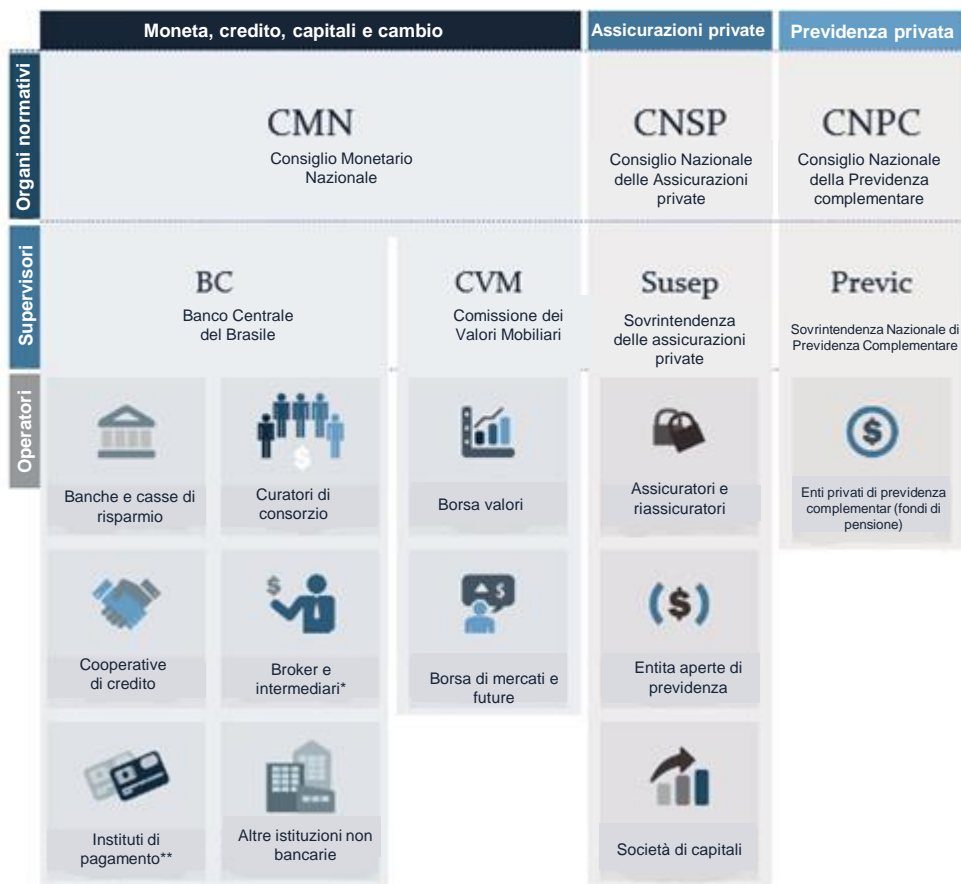 Moneta, credito, capitali e cambio
Assicurazioni private
Previdenza privata
Organi normativi
CMN
Consiglio Monetario
Nazionale
CNSP
Consiglio Nazionale
delle Assicurazioni
private
CNPC
Consiglio Nazionale
della Previdenza
complementare
Supervisori
BC
Banco Centrale
del Brasile
CVM
Comissione dei
Valori Mobiliari
Susep
Sovrintendenza
delle assicurazioni
private
Previc
Sovrintendenza Nazionale di
Previdenza Complementare
Operatori
Banche e casse di
risparmio
$
Curatori di
consorzio
Borsa valori
Assicuratori e
riassicuratori
$
Enti privati di previdenza
complementar (fondi di
pensione)
Cooperative
di credito
$
Broker e
intermediari*
$
Borsa di mercati e
future
($)
Entita aperte di
previdenza
Instituti di
pagamento**
Altre istituzioni non
bancarie
Società di capitali